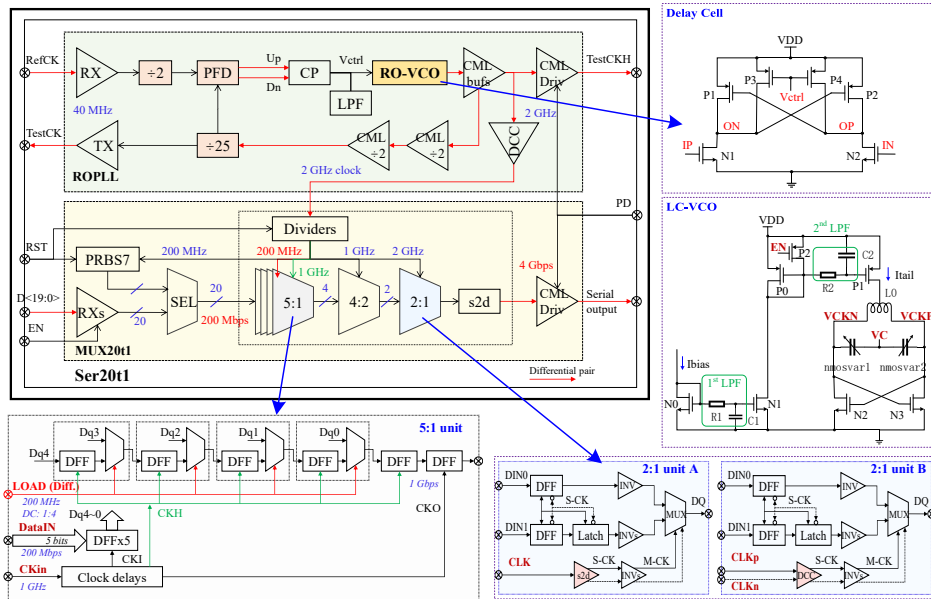 RefCK
RX
÷2
PFD
Up
Dn
CP
Vctrl
LPF
RO-VCO
CML
bufs
CML
Driv
TestCKH
40 MHz
2 GHz
TestCK
TX
÷25
CML
÷2
CML
÷2
DCC
ROPLL
2 GHz clock
PD
RST
Dividers
200 MHz
200 MHz
1 GHz
2 GHz
1 GHz
PRBS7
SEL
20
20
200 Mbps
5:1
4
4:2
2
2:1
s2d
4 Gbps
CML
Driv
Serial
output
D<19:0>
RXs
EN
MUX20t1
Ser20t1
Differential pair
Delay Cell
VDD
P3
P4
P1
P2
Vctrl
ON
OP
IP
IN
N1
N2
LC-VCO
VDD
2nd LPF
EN
P2
C2
R2
P0
P1
Itail
L0
VCKN
VCKP
VC
nmosvar1
nmosvar2
Ibias
1st LPF
N0
R1
C1
N1
N2
N3
5:1 unit
Dq3
Dq2
Dq1
Dq0
Dq4
DFF
DFF
DFF
DFF
DFF
DFF
LOAD (Diff.)
200 MHz
DC: 1:4
1 Gbps
CKH
CKO
Dq4~0
DataIN
5 bits
200 Mbps
DFFx5
CKI
CKin
1 GHz
Clock delays
2:1 unit A
DIN0
DFF
INV
S-CK
MUX
DQ
DIN1
DFF
Latch
INVs
CLK
s2d
S-CK
INVs
M-CK
2:1 unit B
DIN0
DFF
INV
S-CK
MUX
DQ
DIN1
DFF
Latch
INVs
CLKp
CLKn
DCC
S-CK
INVs
M-CK